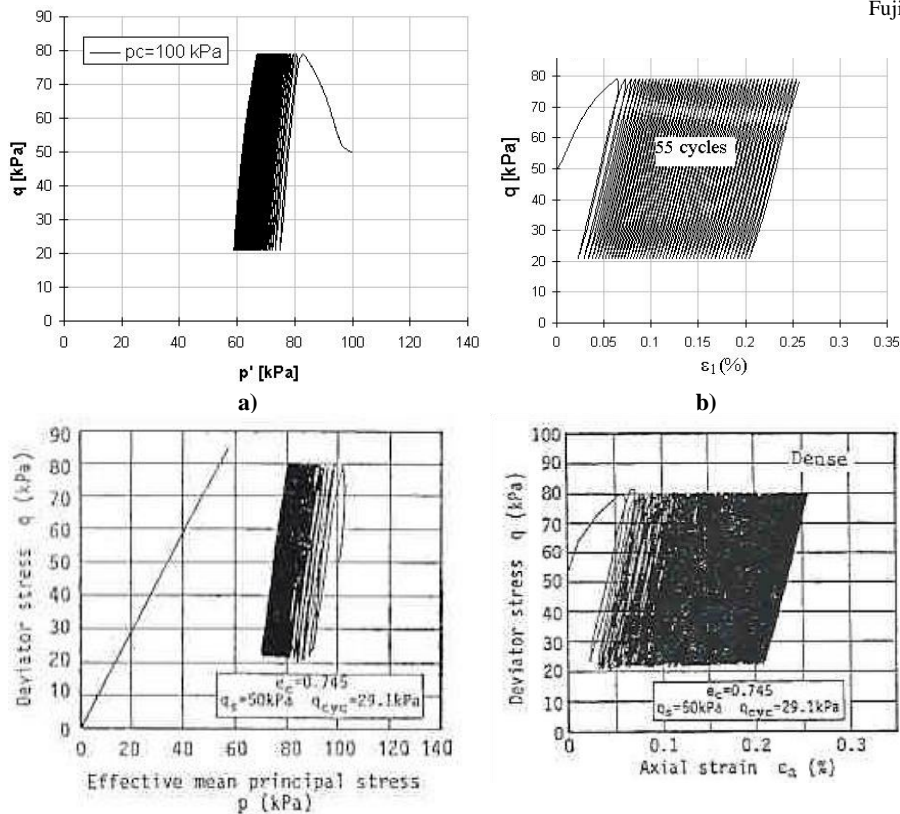 Fuji
90
80
70
60
50
40
30
20
10
0
q [kPa]
pc=100 kPa
0 20 40 60 80 100 120 140
p' [kPa]
a)
80
70
60
50
40
30
20
10
0
q [kPa]
55 cycles
0 0.05 0.1 0.15 0.2 0.25 0.3 0.35
ε1(%)
b)
90
80
70
60
50
40
30
20
10
0
Deviator stress q (kPa)
ec=0.745
qs=50kPa qcyc=29.1kPa
0 20 40 60 80 100 120 140
Effective mean principal stress
p (kPa)
100
90
80
70
60
50
40
30
20
10
0
Deviator stress q (kPa)
Dense
ec=0.745
qs=50kPa qcyc=29.1kPa
0 0.1 0.2 0.3
Axial strain εa (%)